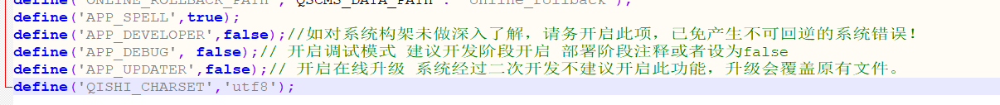 define('ONLINE_ROLLBACK_PATH', QSCMS_DATA_PATH . 'online_rollback');
define('APP_SPELL',true);
define('APP_DEVELOPER',false);//如对系统构架未做深入了解，请务开启此项，已免产生不可回逆的系统错误！
define('APP_DEBUG', false);// 开启调试模式 建议开发阶段开启 部署阶段注释或者设为false
define('APP_UPDATER',false);// 开启在线升级 系统经过二次开发不建议开启此功能，升级会覆盖原有文件。
define('QISHI_CHARSET','utf8');